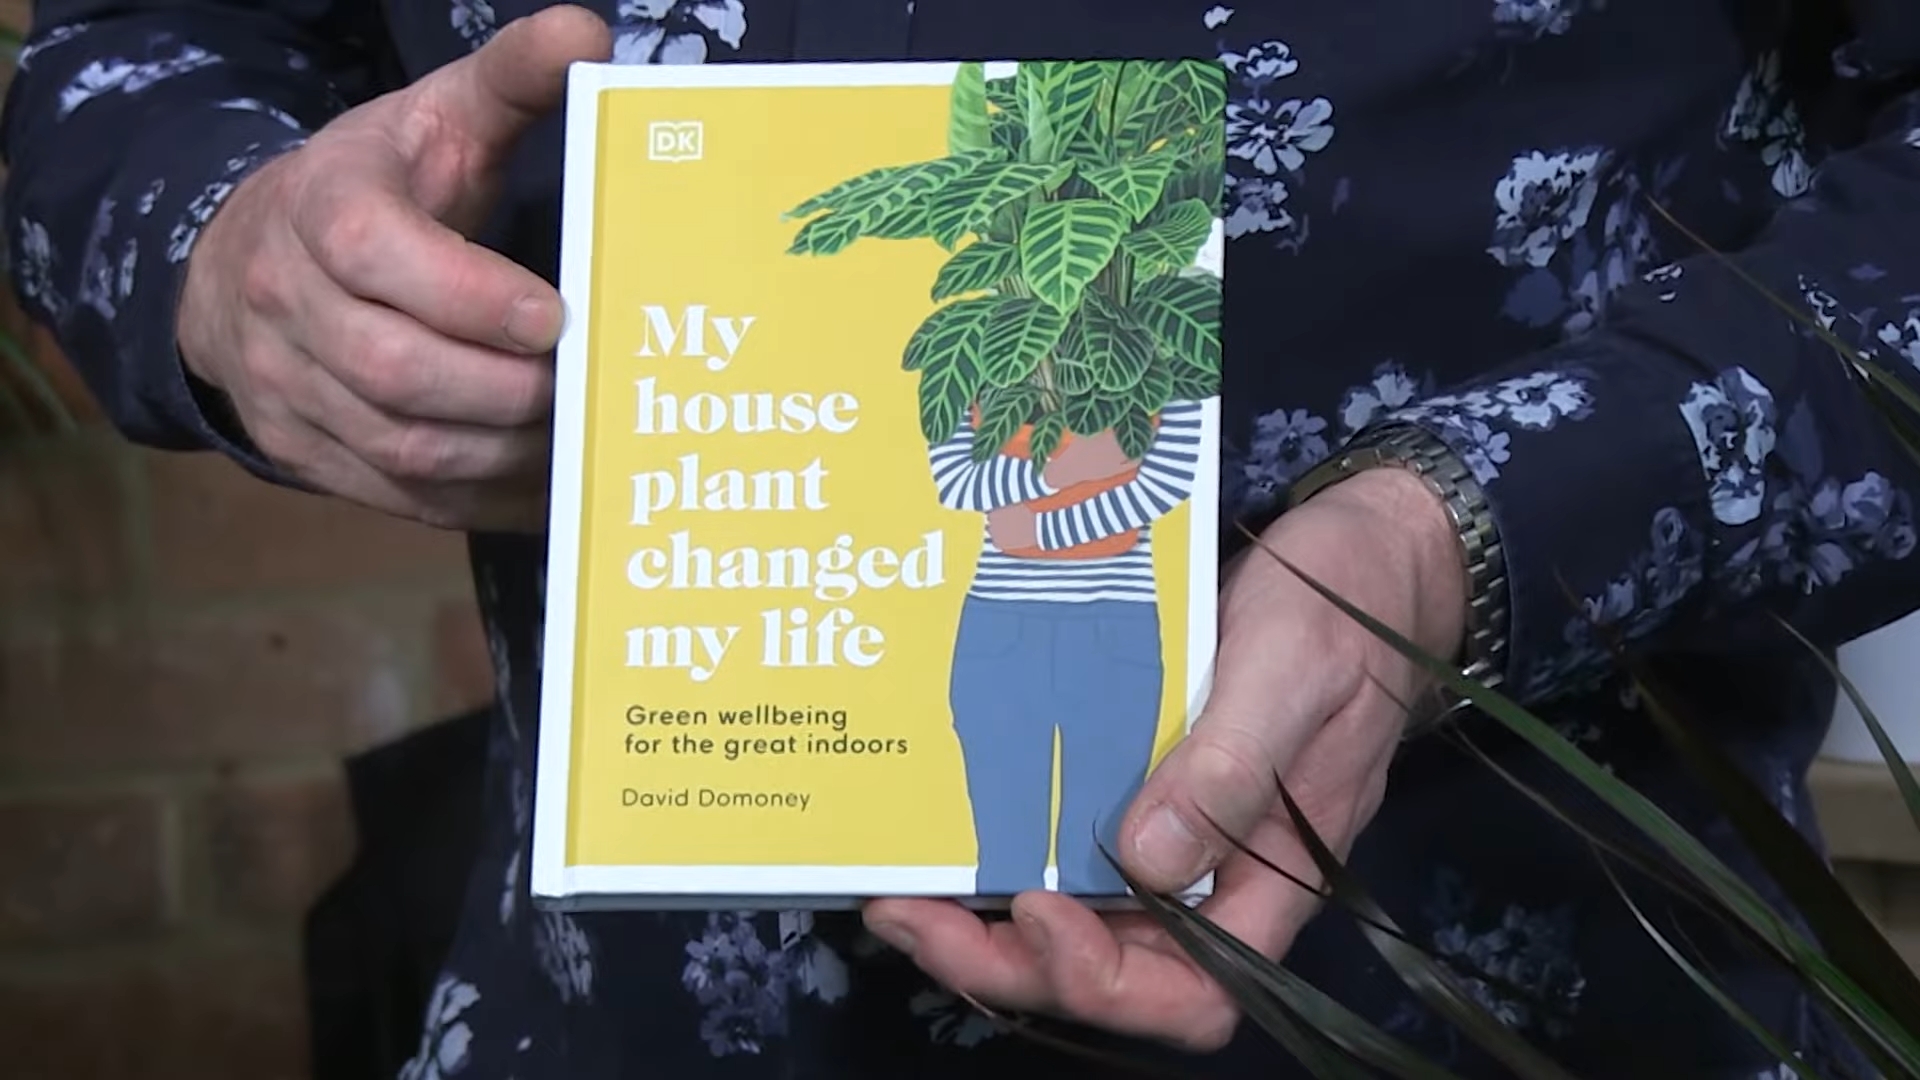 DK
My
house
plant
changed
my life
Green wellbeing
for the great indoors
David Domoney